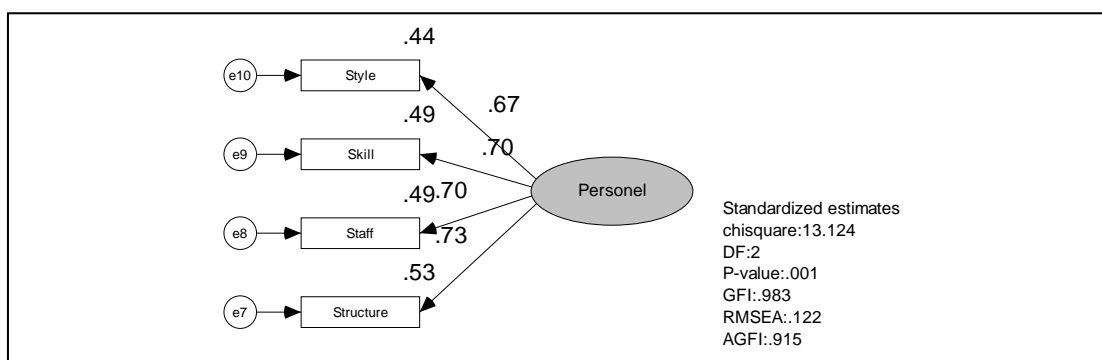 .44
e10
Style
.67
.49
.70
e9
Skill
Personel
.49
.70
e8
Staff
.73
.53
e7
Structure
Standardized estimates
chisquare:13.124
DF:2
P-value:.001
GFI:.983
RMSEA:.122
AGFI:.915